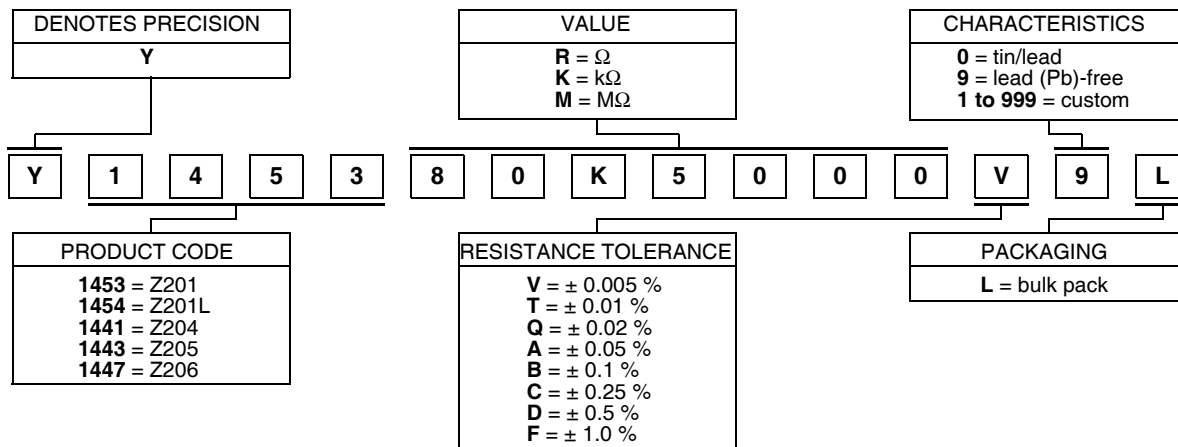 DENOTES PRECISION
Y
VALUE
R = Ω
K = kΩ
M = MΩ
CHARACTERISTICS
0 = tin/lead
9 = lead (Pb)-free
1 to 999 = custom
Y 1 4 5 3 8 0 K 5 0 0 0 V 9 L
PRODUCT CODE
1453 = Z201
1454 = Z201L
1441 = Z204
1443 = Z205
1447 = Z206
RESISTANCE TOLERANCE
V = ± 0.005 %
T = ± 0.01 %
Q = ± 0.02 %
A = ± 0.05 %
B = ± 0.1 %
C = ± 0.25 %
D = ± 0.5 %
F = ± 1.0 %
PACKAGING
L = bulk pack